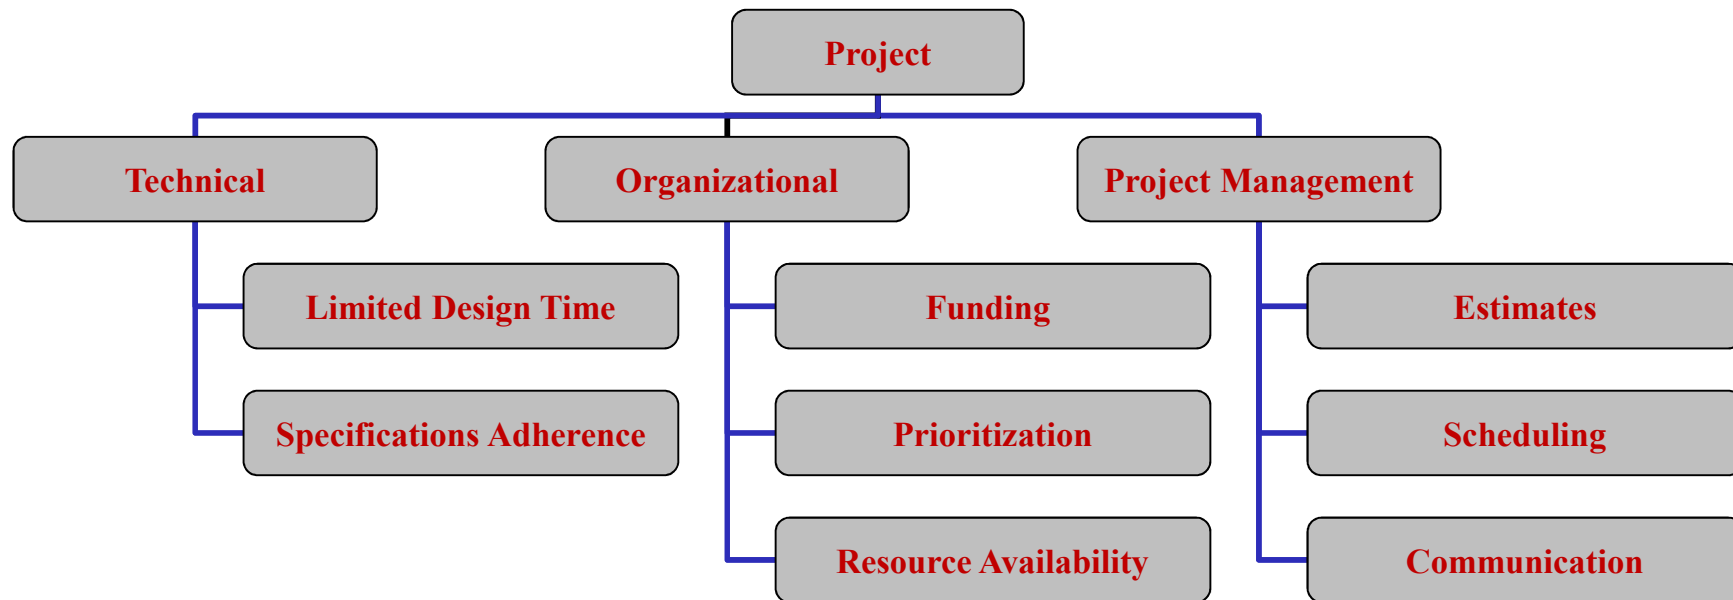 Project
Technical
Organizational
Project Management
Limited Design Time
Funding
Estimates
Specifications Adherence
Prioritization
Scheduling
Resource Availability
Communication